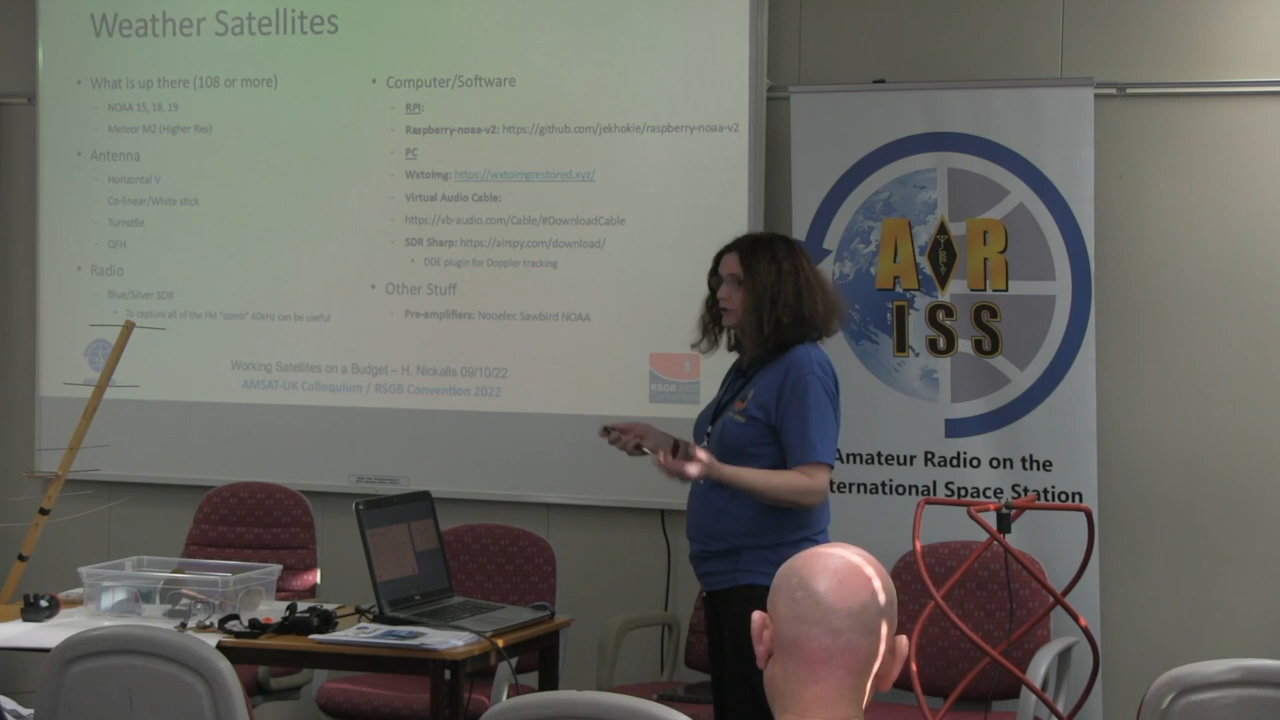 Weather Satellites
• What is up there (108 or more)
- NOAA 15, 18, 19
- Meteor M2 (Higher Res)
• Antenna
- Horizontal V
- Co-linear/White stick
- Turnstile
- QFH
• Radio
- Blue/Silver SDR
• To capture all of the FM "comb" 40kHz can be useful
• Computer/Software
- RPI:
- Raspberry-noaa-v2: https://github.com/jekhokie/raspberry-noaa-v2
- PC
- WxtoImg: https://wxtoimgrestored.xyz/
- Virtual Audio Cable:
- https://vb-audio.com/Cable/#DownloadCable
- SDR Sharp: https://airspy.com/download/
• DDE plugin for Doppler tracking
• Other Stuff
- Pre-amplifiers: Nooelec Sawbird NOAA
Working Satellites on a Budget – H. Nickalls 09/10/22
AMSAT-UK Colloquium / RSGB Convention 2022
RSGB 2022
AR
ISS
Amateur Radio on the
ternational Space Station